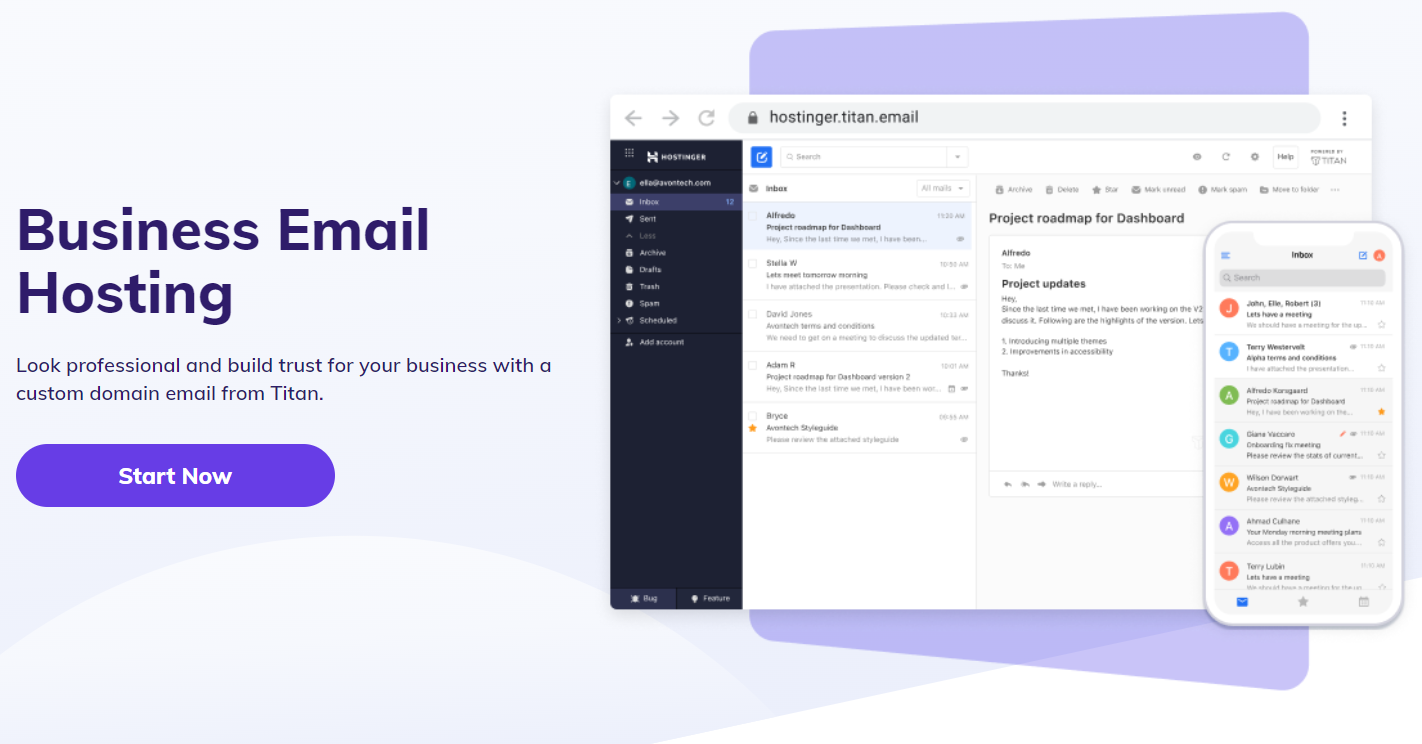 Business Email
Hosting
Look professional and build trust for your business with a
custom domain email from Titan.
Start Now
hostinger.titan.email
HOSTINGER
Search
Help
POWERED BY
TITAN
E ella@avontech.com
Inbox 12
Sent
Less
Archive
Drafts
Trash
Spam
Scheduled
Add account
Bug
Feature
Inbox
All mails
Alfredo 11:20 AM
Project roadmap for Dashboard
Hey, Since the last time we met, I have been...
Stella W 10:50 AM
Lets meet tomorrow morning
I have attached the presentation. Please check and l...
David Jones 10:33 AM
Avontech terms and conditions
We need to get on a meeting to discuss the updated ter...
Adam R 10:01 AM
Project roadmap for Dashboard version 2
Hey, Since the last time we met, I have been wor...
Bryce 09:55 AM
Avontech Styleguide
Please review the attached styleguide
Archive Delete Star Mark unread Mark spam Move to folder
Project roadmap for Dashboard
Alfredo
To: Me
Project updates
Hey,
Since the last time we met, I have been working on the V2
discuss it. Following are the highlights of the version. Lets
1. Introducing multiple themes
2. Improvements in accessibility
Thanks!
Write a reply...
Inbox
A
Search
J John, Elle, Robert (3) 11:10 AM
Lets have a meeting
We should have a meeting for the up...
T Terry Westervelt 11:10 AM
Alpha terms and conditions
I have attached the presentation...
A Alfredo Korsgaard 11:10 AM
Project roadmap for Dashboard
Hey, I have been working on the...
G Giana Vaccaro 11:10 AM
Onboarding fix meeting
Please review the stats of current...
W Wilson Dorwart 11:10 AM
Avontech Styleguide
Please review the attached styleg...
A Ahmad Culhane 11:10 AM
Your Monday morning meeting plans
Access all the product offers you...
T Terry Lubin 11:10 AM
Lets have a meeting
We should have a meeting for the up